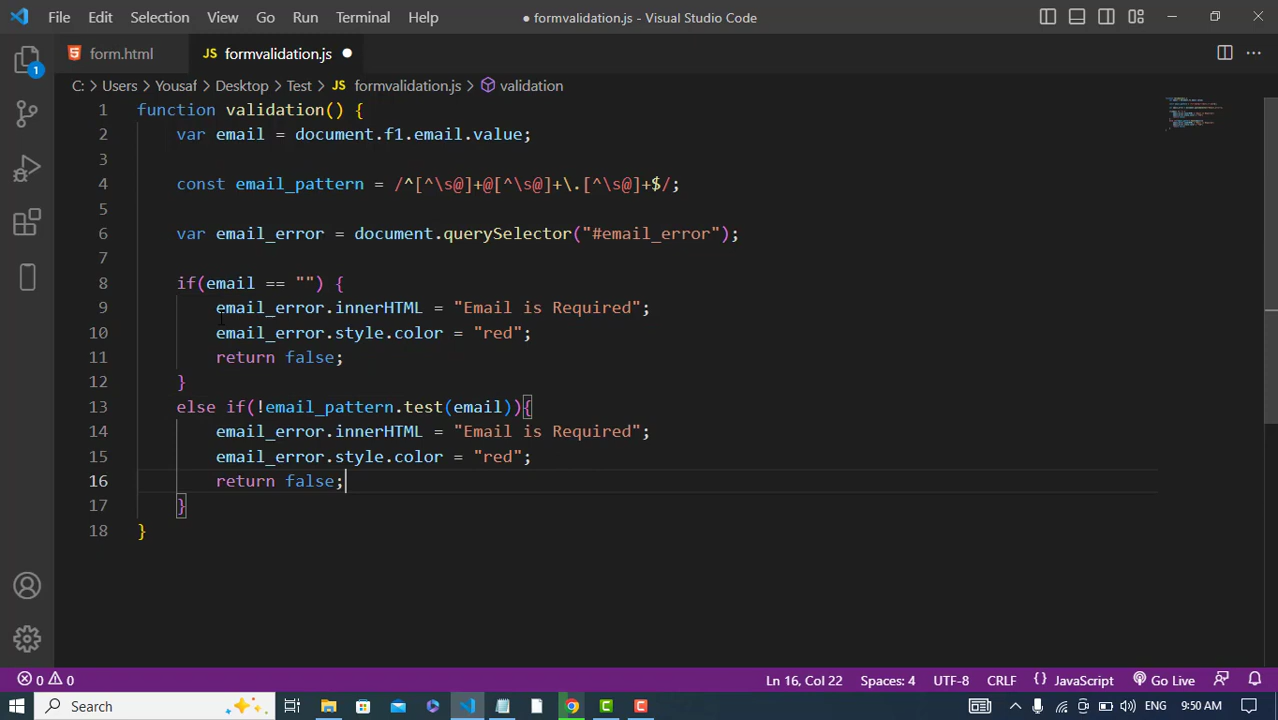 File Edit Selection View Go Run Terminal Help ● formvalidation.js - Visual Studio Code
form.html JS formvalidation.js
1
C: Users Yousaf Desktop Test JS formvalidation.js validation
1 function validation() {
2 var email = document.f1.email.value;
3
4 const email_pattern = /^[^\s@]+@[^\s@]+\.[^\s@]+$/;
5
6 var email_error = document.querySelector("#email_error");
7
8 if(email == "") {
9 email_error.innerHTML = "Email is Required";
10 email_error.style.color = "red";
11 return false;
12 }
13 else if(!email_pattern.test(email)){
14 email_error.innerHTML = "Email is Required";
15 email_error.style.color = "red";
16 return false;
17 }
18 }
0 0 Ln 16, Col 22 Spaces: 4 UTF-8 CRLF {} JavaScript Go Live
Search ENG 9:50 AM